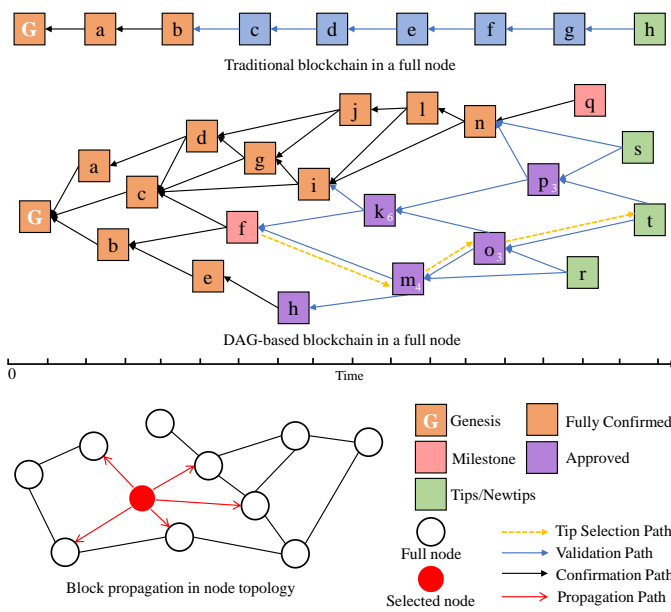 G a b c d e f g h
Traditional blockchain in a full node
q
j l
n
d
s
a g
p3
i
c
k6
G
t
f
b
o3
m4
r
e
h
DAG-based blockchain in a full node
0
Time
G Genesis
Fully Confirmed
Milestone
Approved
Tips/Newtips
Full node
Selected node
Tip Selection Path
Validation Path
Confirmation Path
Propagation Path
Block propagation in node topology